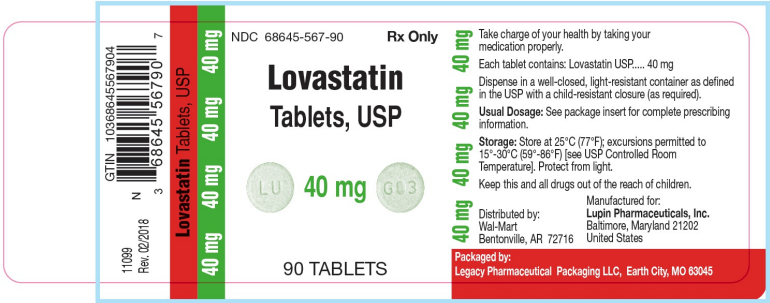 GTIN 10368645567904
3 68645 56790 7
N
11099
Rev. 02/2018
Lovastatin Tablets, USP
40 mg 40 mg 40 mg 40 mg
NDC 68645-567-90 Rx Only
Lovastatin
Tablets, USP
LU 40 mg G03
90 TABLETS
40 mg 40 mg 40 mg 40 mg
Take charge of your health by taking your
medication properly.
Each tablet contains: Lovastatin USP..... 40 mg
Dispense in a well-closed, light-resistant container as defined
in the USP with a child-resistant closure (as required).
Usual Dosage: See package insert for complete prescribing
information.
Storage: Store at 25°C (77°F); excursions permitted to
15°-30°C (59°-86°F) [see USP Controlled Room
Temperature]. Protect from light.
Keep this and all drugs out of the reach of children.
Distributed by:
Wal-Mart
Bentonville, AR 72716
Manufactured for:
Lupin Pharmaceuticals, Inc.
Baltimore, Maryland 21202
United States
Packaged by:
Legacy Pharmaceutical Packaging LLC, Earth City, MO 63045